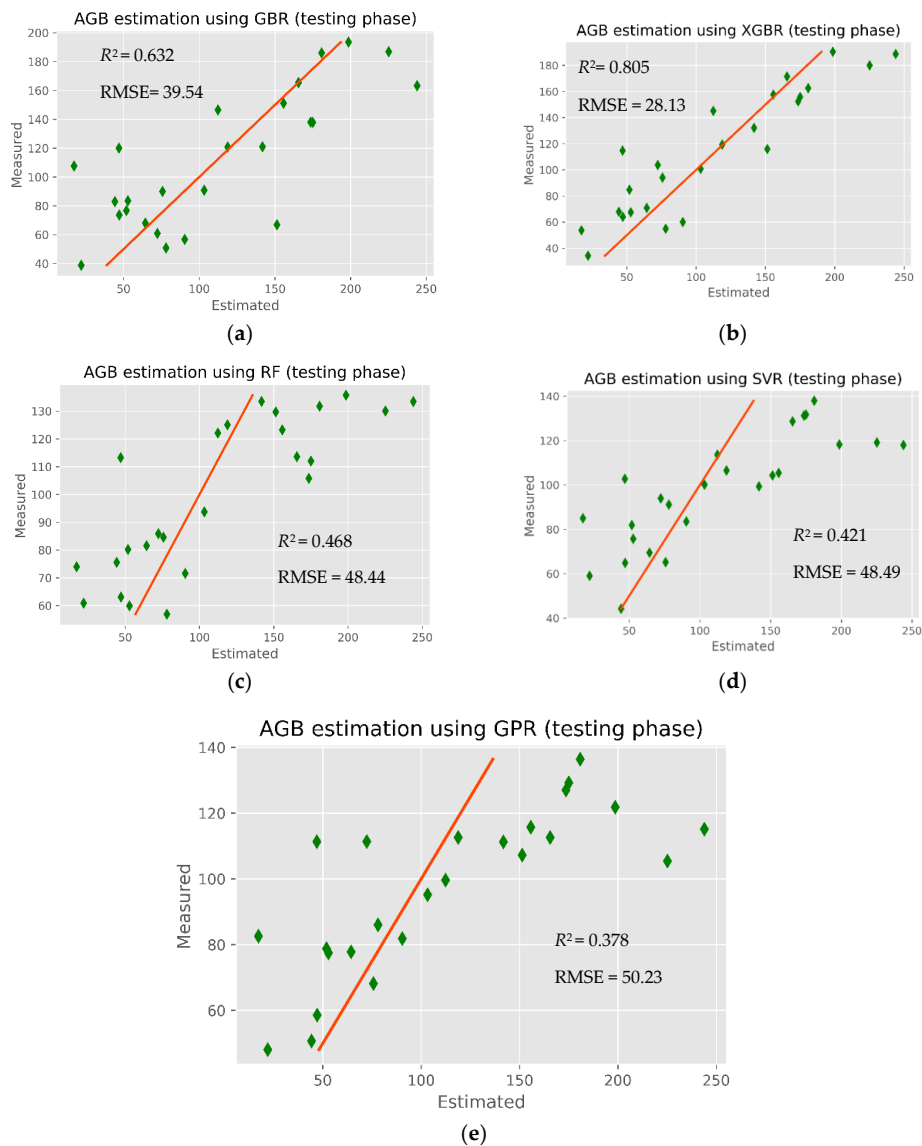 AGB estimation using GBR (testing phase)
R² = 0.632
RMSE= 39.54
Measured
200
180
160
140
120
100
80
60
40
50
100
150
200
250
Estimated
(a)
AGB estimation using XGBR (testing phase)
R²= 0.805
RMSE = 28.13
Measured
180
160
140
120
100
80
60
40
50
100
150
200
250
Estimated
(b)
AGB estimation using RF (testing phase)
R² = 0.468
RMSE = 48.44
Measured
130
120
110
100
90
80
70
60
50
100
150
200
250
Estimated
(c)
AGB estimation using SVR (testing phase)
R² = 0.421
RMSE = 48.49
Measured
140
120
100
80
60
40
50
100
150
200
250
Estimated
(d)
AGB estimation using GPR (testing phase)
R² = 0.378
RMSE = 50.23
Measured
140
120
100
80
60
50
100
150
200
250
Estimated
(e)